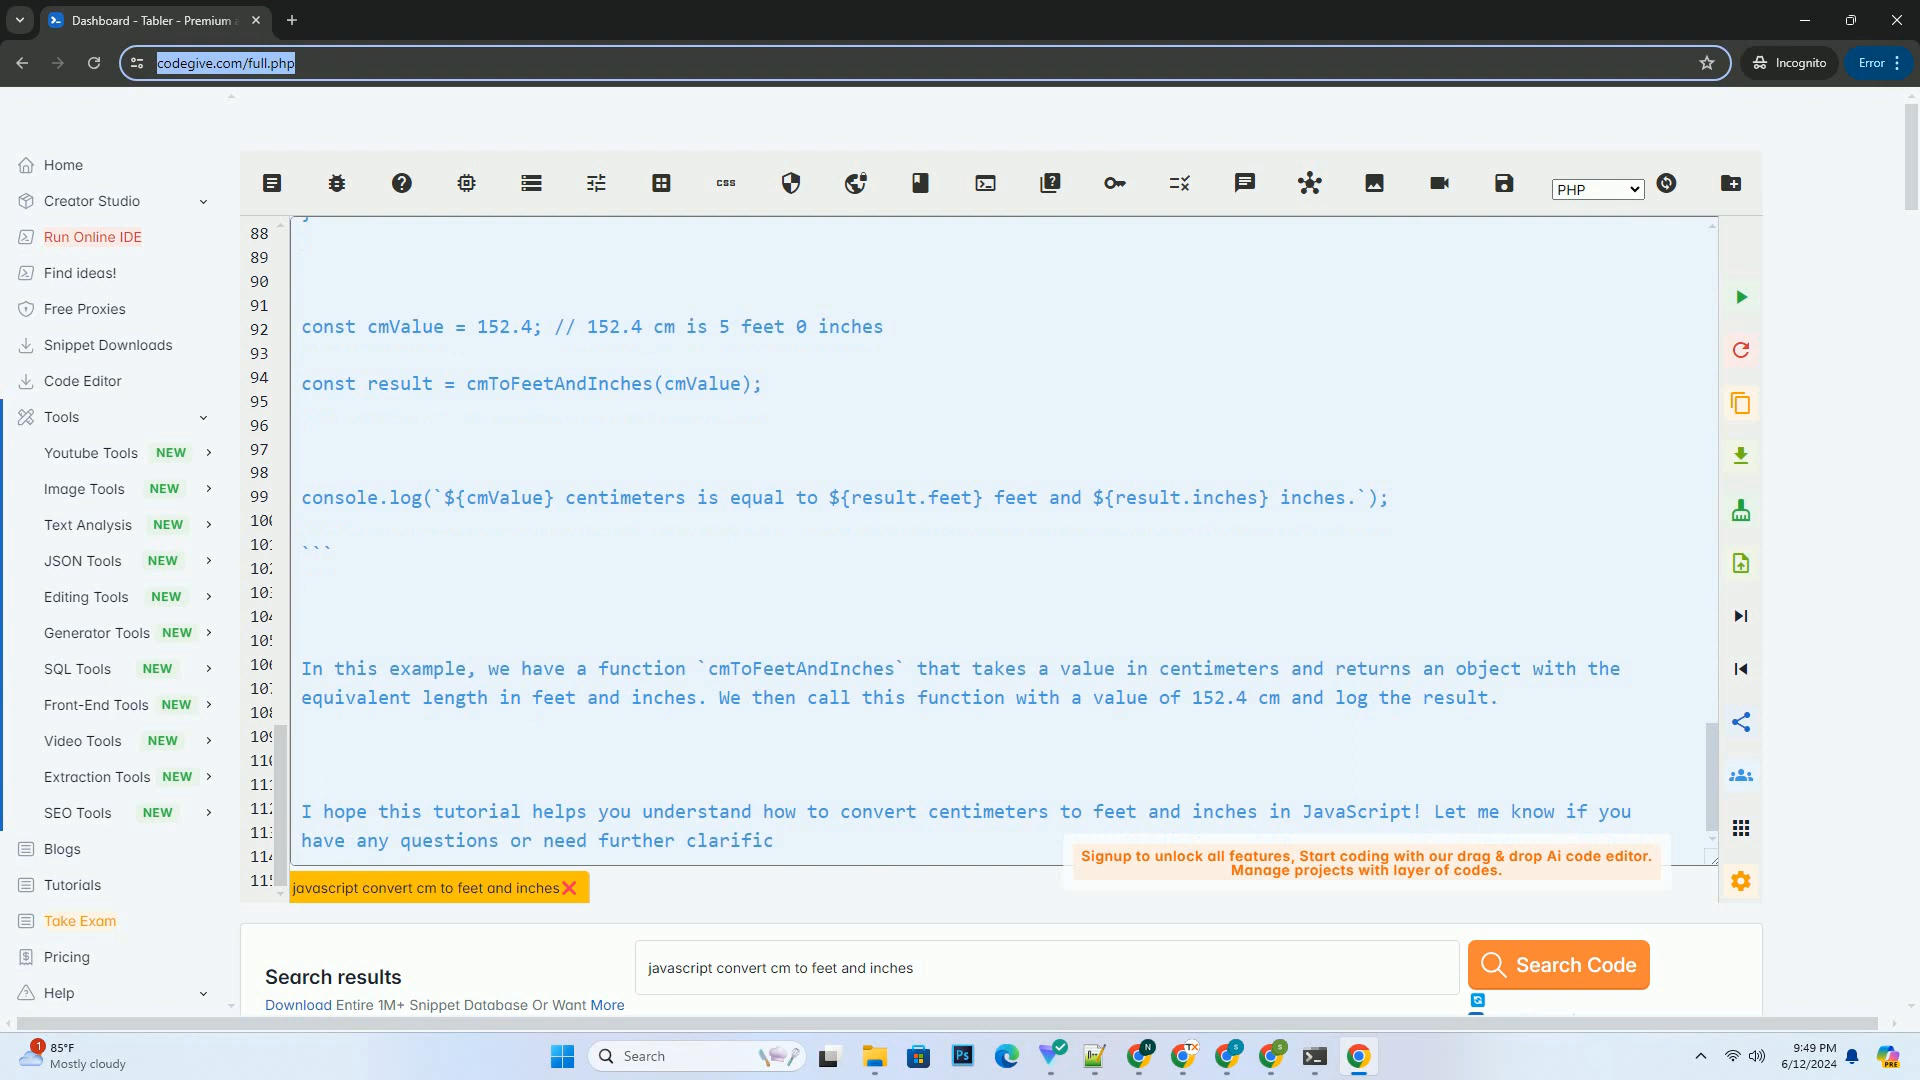 Dashboard - Tabler - Premium
codegive.com/full.php
Incognito
Error
Home
Creator Studio
Run Online IDE
Find ideas!
Free Proxies
Snippet Downloads
Code Editor
Tools
Youtube Tools NEW
Image Tools NEW
Text Analysis NEW
JSON Tools NEW
Editing Tools NEW
Generator Tools NEW
SQL Tools NEW
Front-End Tools NEW
Video Tools NEW
Extraction Tools NEW
SEO Tools NEW
Blogs
Tutorials
Take Exam
Pricing
Help
css
PHP
88
89
90
91
92
93
94
95
96
97
98
99
const cmValue = 152.4; // 152.4 cm is 5 feet 0 inches
const result = cmToFeetAndInches(cmValue);
console.log(`${cmValue} centimeters is equal to ${result.feet} feet and ${result.inches} inches.`);
```
In this example, we have a function `cmToFeetAndInches` that takes a value in centimeters and returns an object with the
equivalent length in feet and inches. We then call this function with a value of 152.4 cm and log the result.
I hope this tutorial helps you understand how to convert centimeters to feet and inches in JavaScript! Let me know if you
have any questions or need further clarific
Signup to unlock all features, Start coding with our drag & drop Ai code editor.
Manage projects with layer of codes.
javascript convert cm to feet and inches
Search results
Download Entire 1M+ Snippet Database Or Want More
javascript convert cm to feet and inches
Search Code
1
85°F
Mostly cloudy
Search
Ps
N
TX
S
S
9:49 PM
6/12/2024
PRE